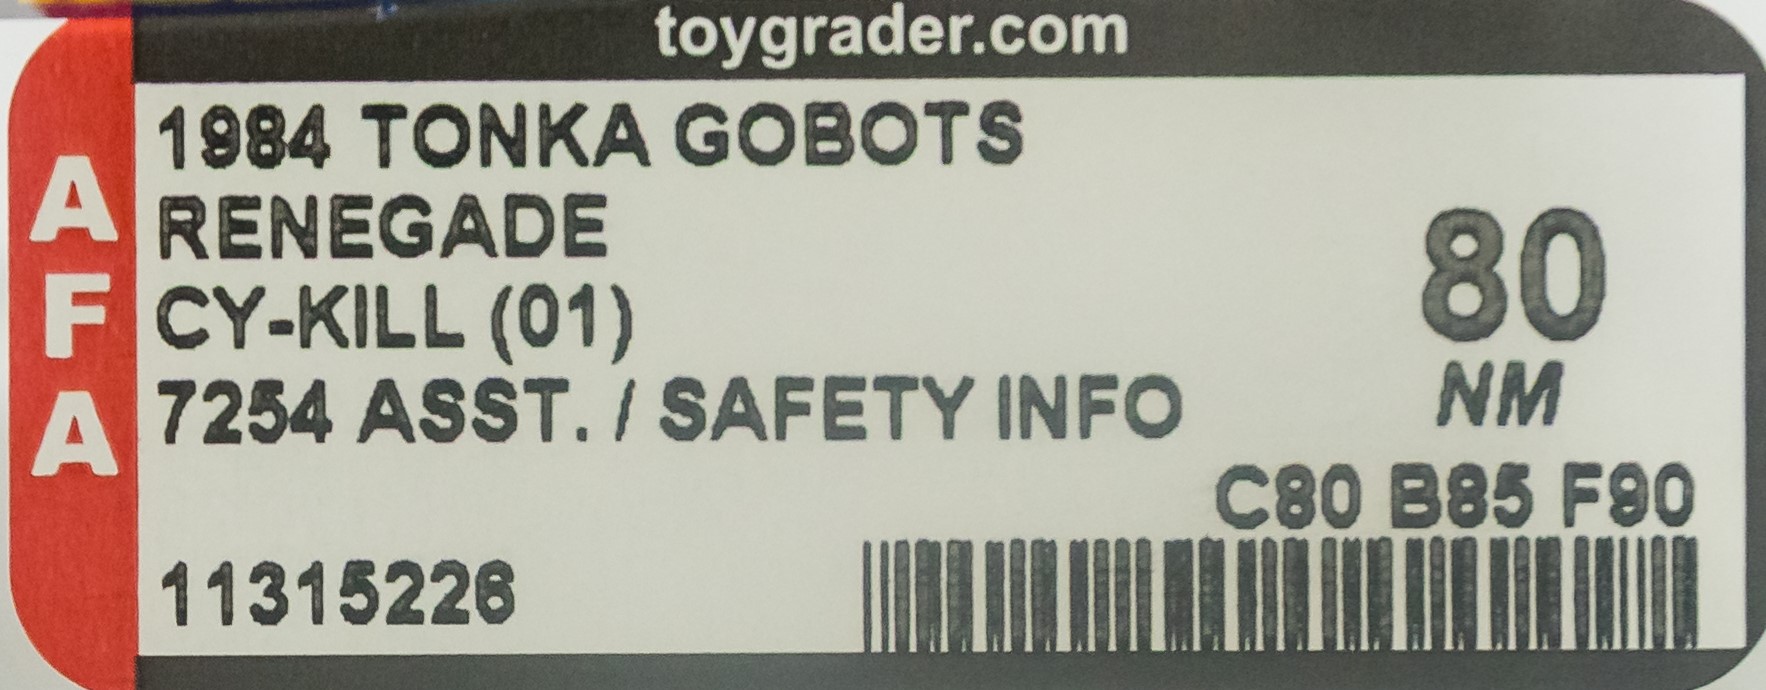 toygrader.com
AFA
1984 TONKA GOBOTS
RENEGADE
CY-KILL (01)
7254 ASST. / SAFETY INFO
80
NM
C80 B85 F90
11315226